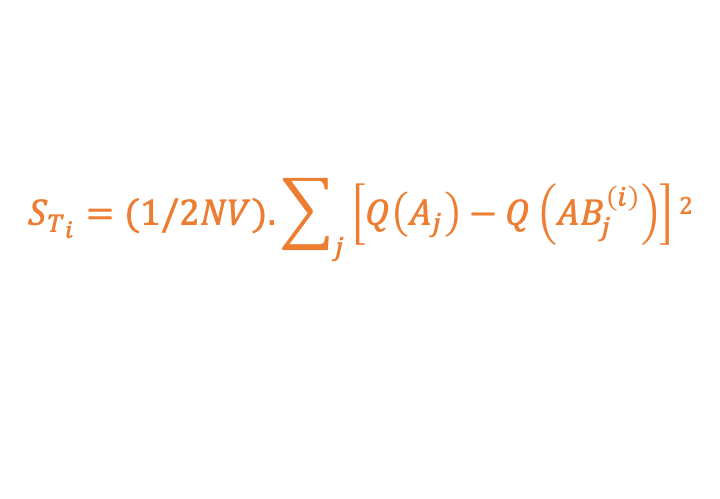 S_{T_i} = (1/2NV). ∑_j [Q(A_j) − Q(AB_j^{(i)})]^2